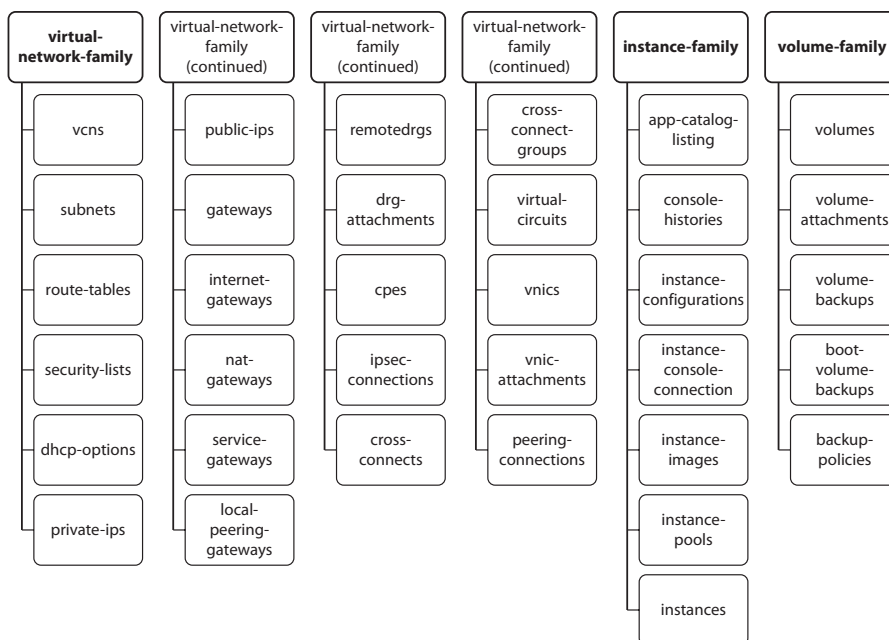 virtual-
network-family
vcns
subnets
route-tables
security-lists
dhcp-options
private-ips
virtual-network-
family
(continued)
public-ips
gateways
internet-
gateways
nat-
gateways
service-
gateways
local-
peering-
gateways
virtual-network-
family
(continued)
remotedrgs
drg-
attachments
cpes
ipsec-
connections
cross-
connects
virtual-network-
family
(continued)
cross-
connect-
groups
virtual-
circuits
vnics
vnic-
attachments
peering-
connections
instance-family
app-catalog-
listing
console-
histories
instance-
configurations
instance-
console-
connection
instance-
images
instance-
pools
instances
volume-family
volumes
volume-
attachments
volume-
backups
boot-
volume-
backups
backup-
policies